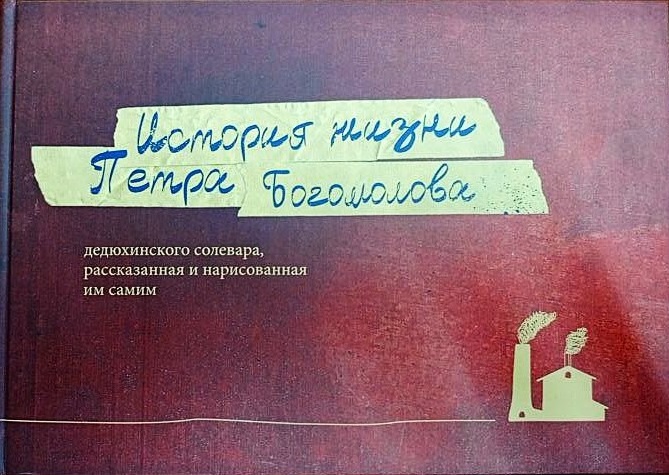 История жизни
Петра Богомолова
дедюхинского солевара,
рассказанная и нарисованная
им самим